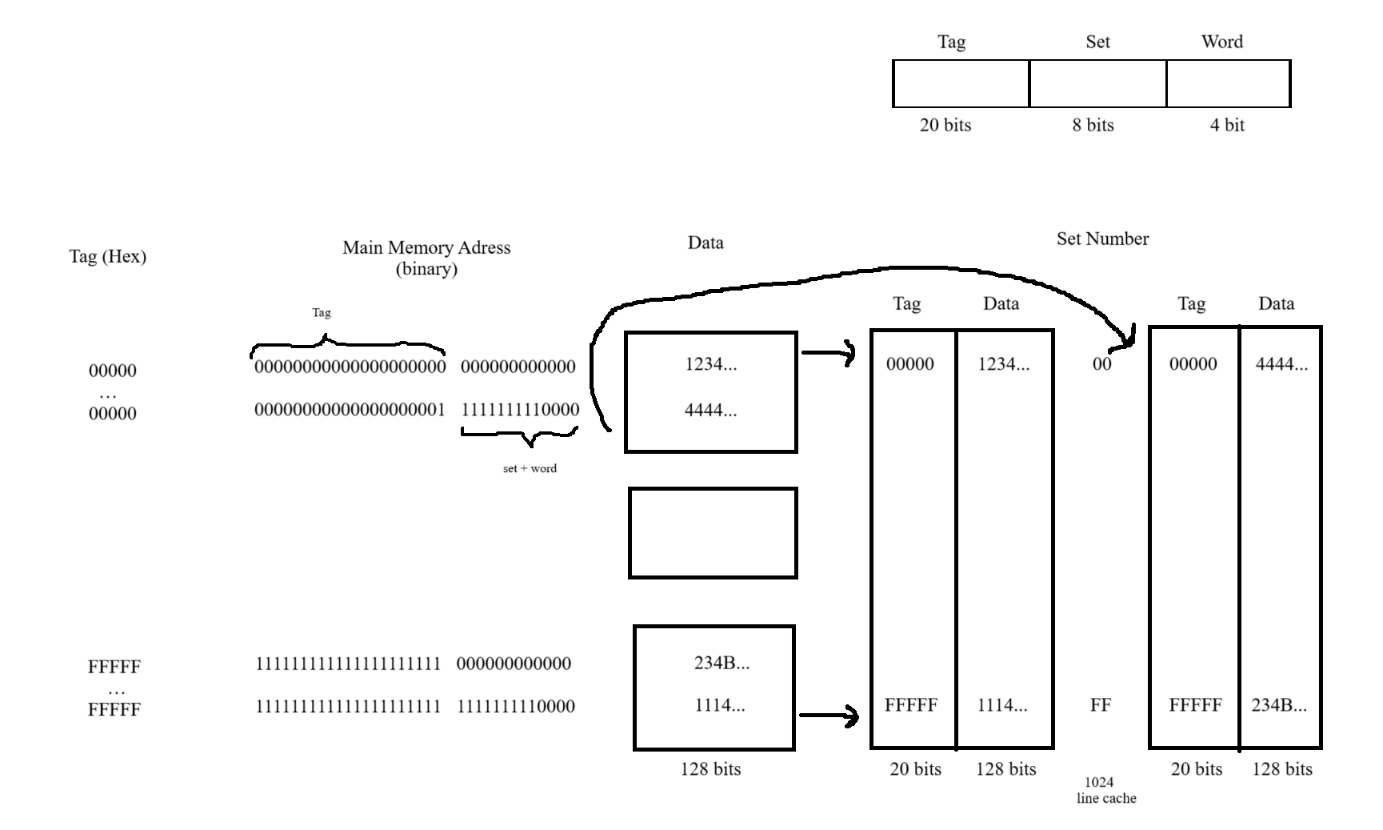 Tag Set Word
20 bits 8 bits 4 bit
Tag (Hex) Main Memory Adress (binary) Data Set Number
Tag Tag Data Tag Data
00000 00000000000000000000 000000000000 1234... 00000 1234... 00 00000 4444...
...
00000 00000000000000000001 1111111110000 4444...
set + word
FFFFF 111111111111111111111 000000000000 234B...
...
FFFFF 111111111111111111111 1111111110000 1114... FFFFF 1114... FF FFFFF 234B...
128 bits 20 bits 128 bits 20 bits 128 bits
1024
line cache